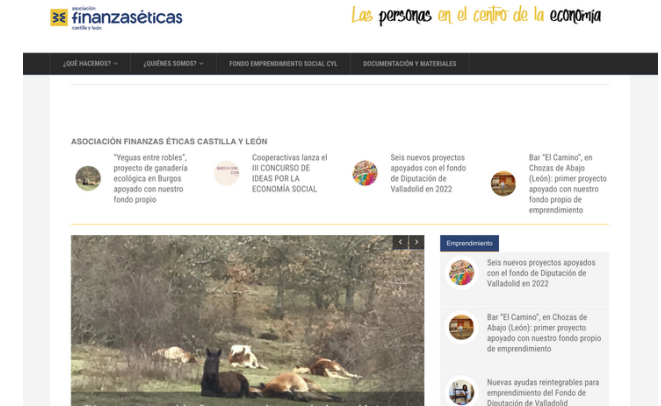 asociación
finanzaséticas
castilla y león
Las personas en el centro de la economía
¿QUÉ HACEMOS?
¿QUIÉNES SOMOS?
FONDO EMPRENDIMIENTO SOCIAL CYL
DOCUMENTACIÓN Y MATERIALES
ASOCIACIÓN FINANZAS ÉTICAS CASTILLA Y LEÓN
"Yeguas entre robles",
proyecto de ganadería
ecológica en Burgos
apoyado con nuestro
fondo propio
Cooperactivas lanza el
III CONCURSO DE
IDEAS POR LA
ECONOMÍA SOCIAL
Seis nuevos proyectos
apoyados con el fondo
de Diputación de
Valladolid en 2022
Bar "El Camino", en
Chozas de Abajo
(León): primer proyecto
apoyado con nuestro
fondo propio de
emprendimiento
Emprendimiento
Seis nuevos proyectos apoyados
con el fondo de Diputación de
Valladolid en 2022
Bar "El Camino", en Chozas de
Abajo (León): primer proyecto
apoyado con nuestro fondo propio
de emprendimiento
Nuevas ayudas reintegrables para
emprendimiento del Fondo de
Diputación de Valladolid